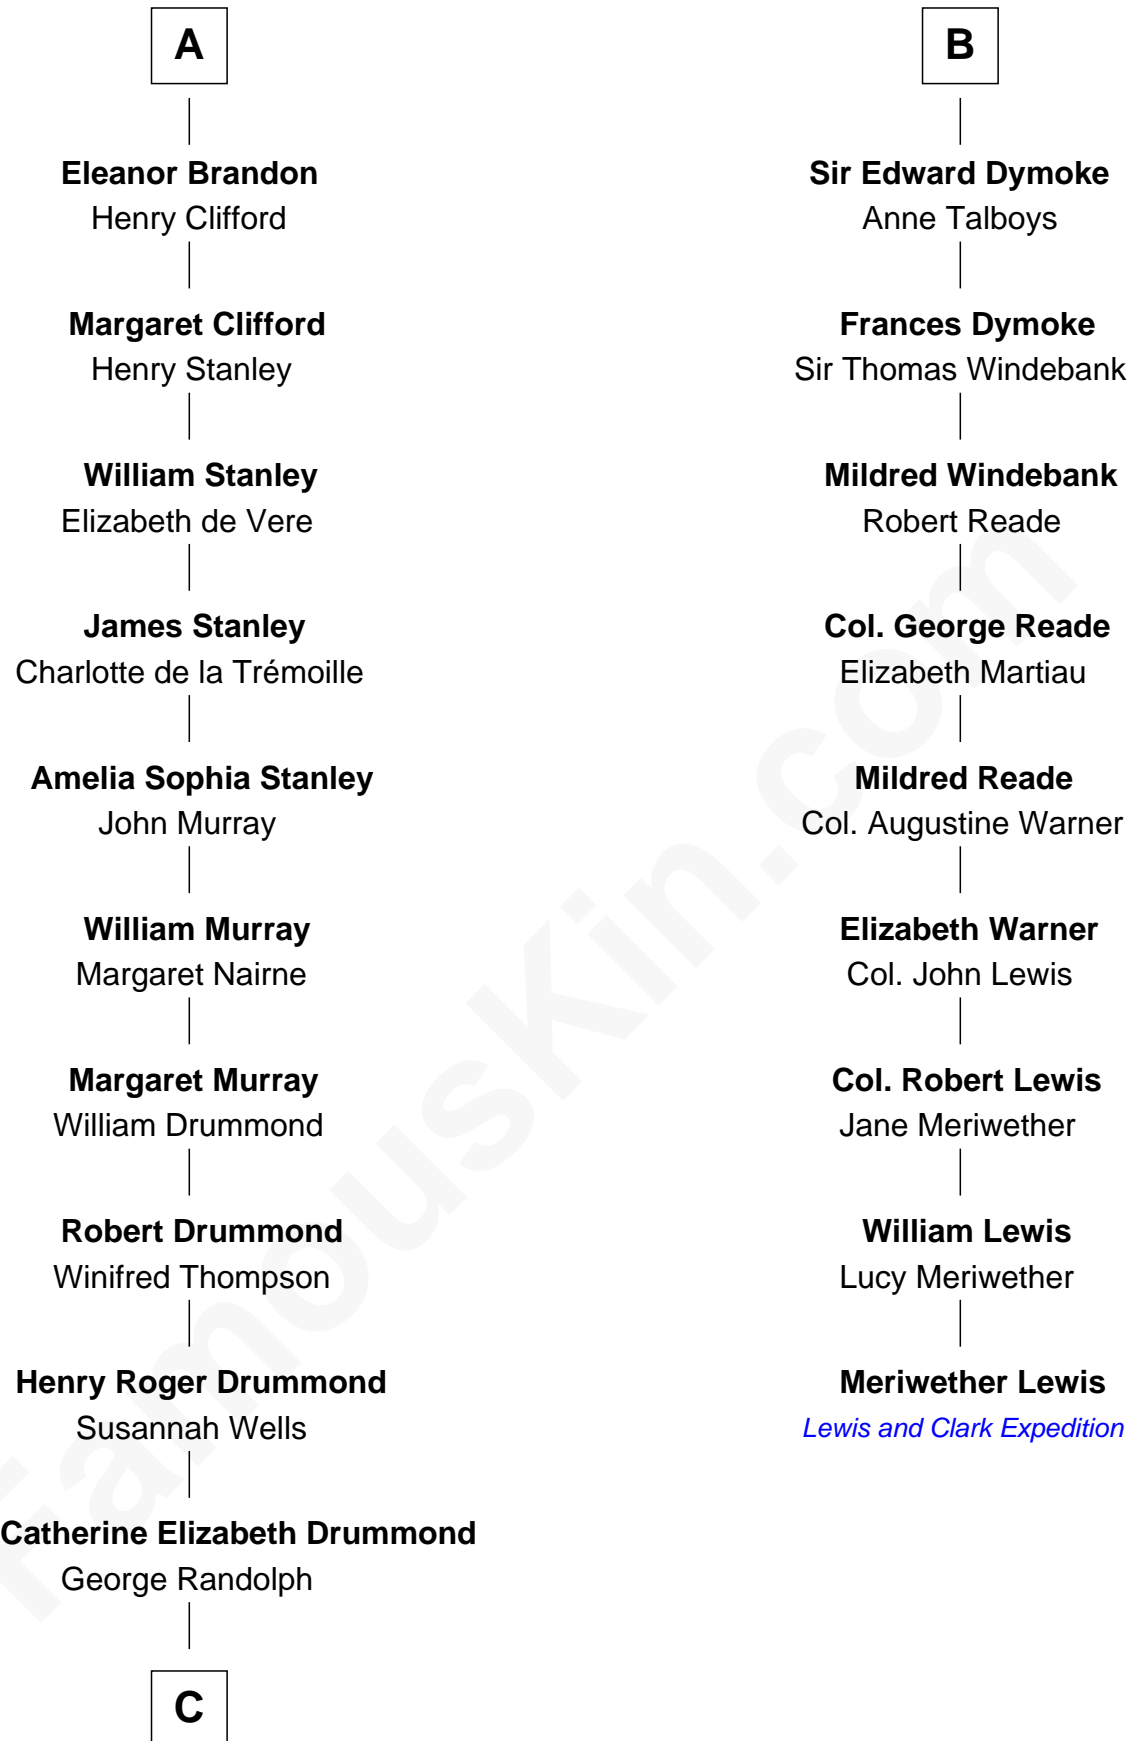 A
Eleanor Brandon
Henry Clifford
Margaret Clifford
Henry Stanley
William Stanley
Elizabeth de Vere
James Stanley
Charlotte de la Trémoille
Amelia Sophia Stanley
John Murray
William Murray
Margaret Nairne
Margaret Murray
William Drummond
Robert Drummond
Winifred Thompson
Henry Roger Drummond
Susannah Wells
Catherine Elizabeth Drummond
George Randolph
C
B
Sir Edward Dymoke
Anne Talboys
Frances Dymoke
Sir Thomas Windebank
Mildred Windebank
Robert Reade
Col. George Reade
Elizabeth Martiau
Mildred Reade
Col. Augustine Warner
Elizabeth Warner
Col. John Lewis
Col. Robert Lewis
Jane Meriwether
William Lewis
Lucy Meriwether
Meriwether Lewis
Lewis and Clark Expedition
FamousKin.com